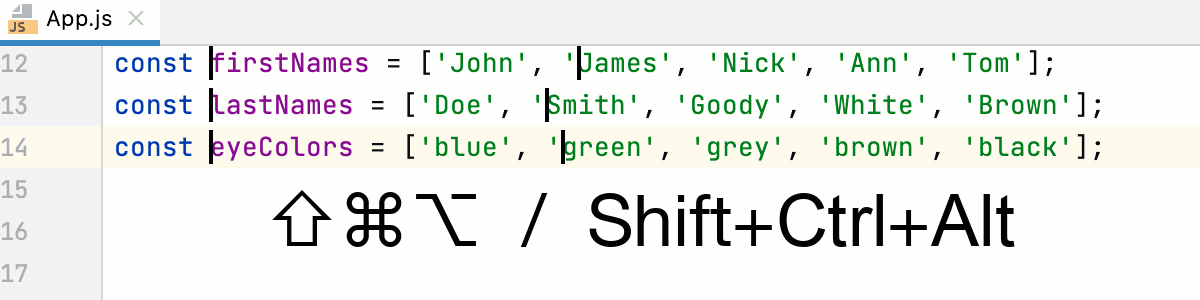 JS App.js
12 const firstNames = ['John', 'James', 'Nick', 'Ann', 'Tom'];
13 const lastNames = ['Doe', 'Smith', 'Goody', 'White', 'Brown'];
14 const eyeColors = ['blue', 'green', 'grey', 'brown', 'black'];
15
16 ⇧⌘⌥ / Shift+Ctrl+Alt
17